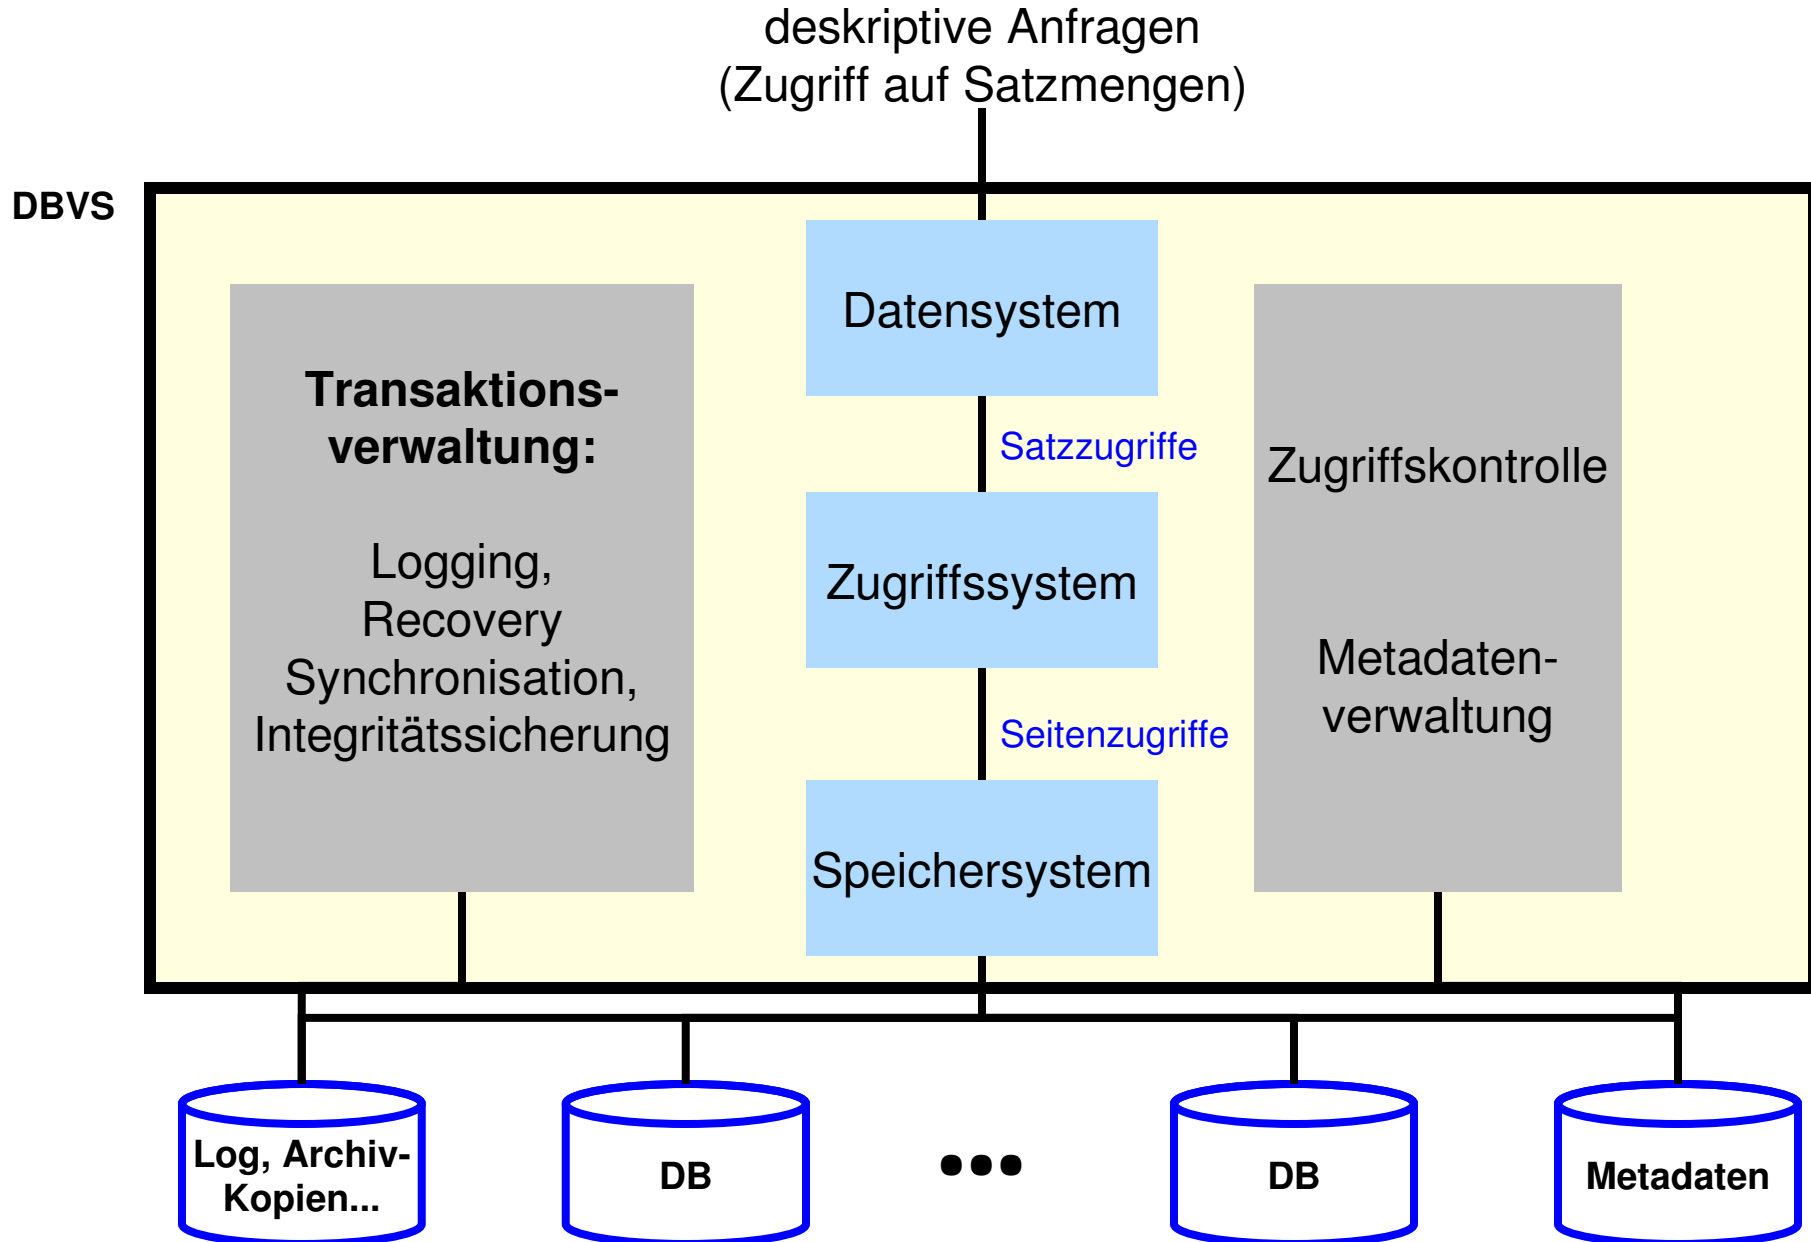 deskriptive Anfragen
(Zugriff auf Satzmengen)
DBVS
Transaktions-
verwaltung:
Logging,
Recovery
Synchronisation,
Integritätssicherung
Datensystem
Satzzugriffe
Zugriffssystem
Seitenzugriffe
Speichersystem
Zugriffskontrolle
Metadaten-
verwaltung
Log, Archiv-
Kopien...
DB
•••
DB
Metadaten